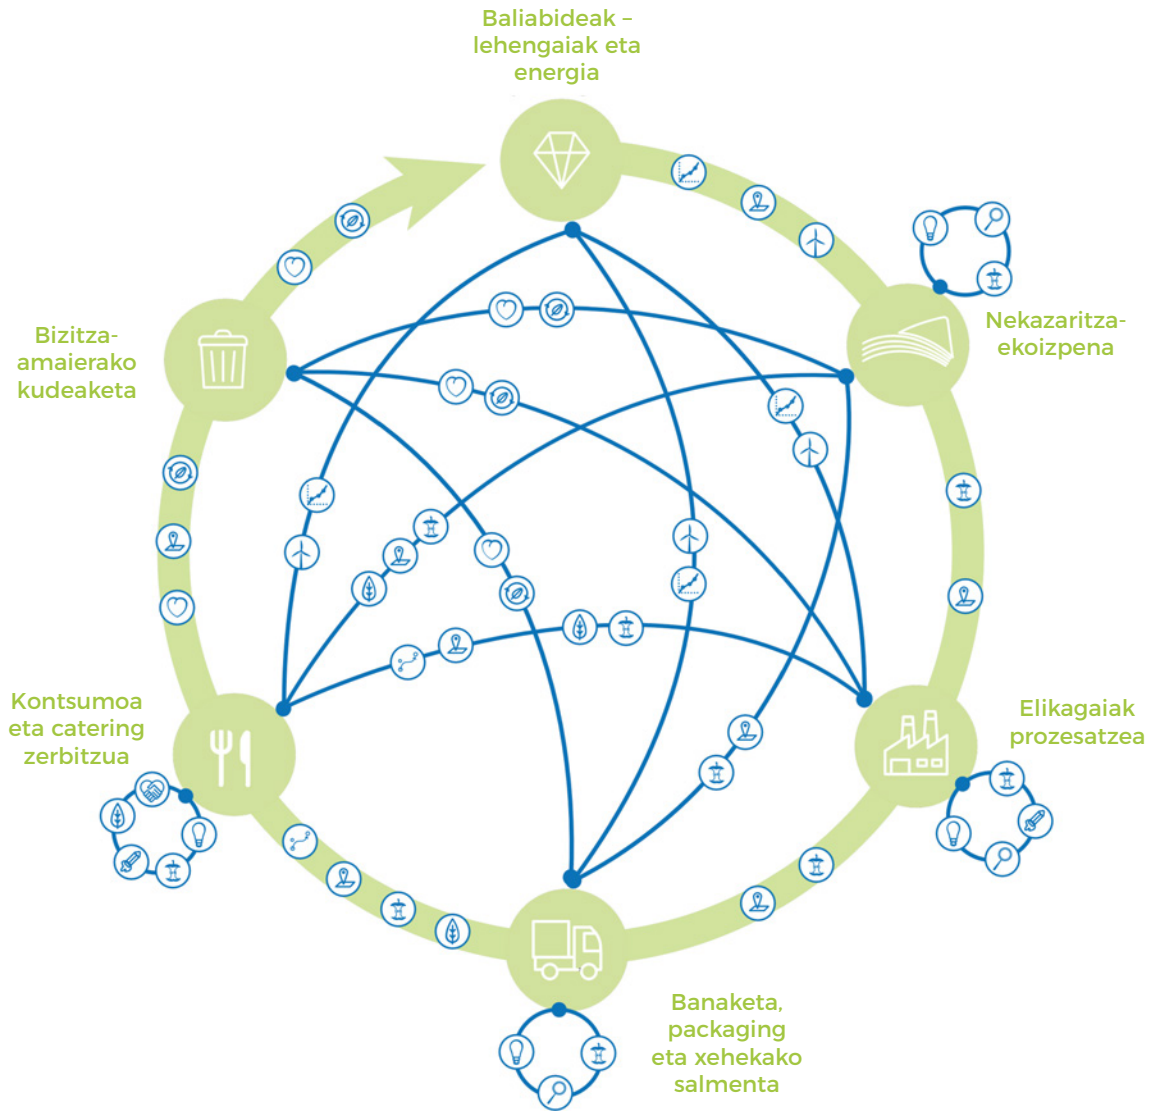 Baliabideak –
lehengaiak eta
energia
Nekazaritza-
ekoizpena
Bizitza-
amaierako
kudeaketa
Kontsumoa
eta catering
zerbitzua
Elikagaiak
prozesatzea
Banaketa,
packaging
eta xehekako
salmenta